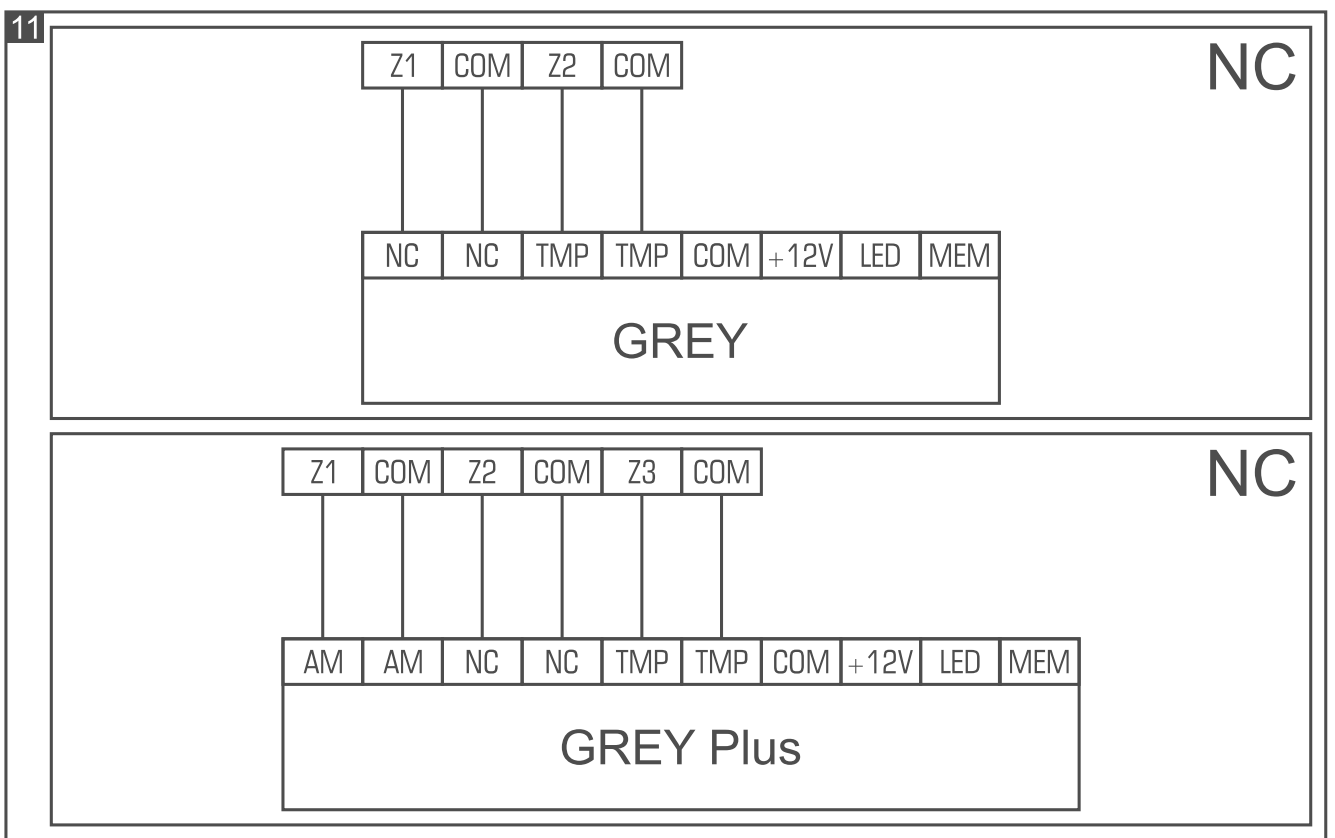 11
NC
Z1 COM Z2 COM
NC NC TMP TMP COM +12V LED MEM
GREY
NC
Z1 COM Z2 COM Z3 COM
AM AM NC NC TMP TMP COM +12V LED MEM
GREY Plus